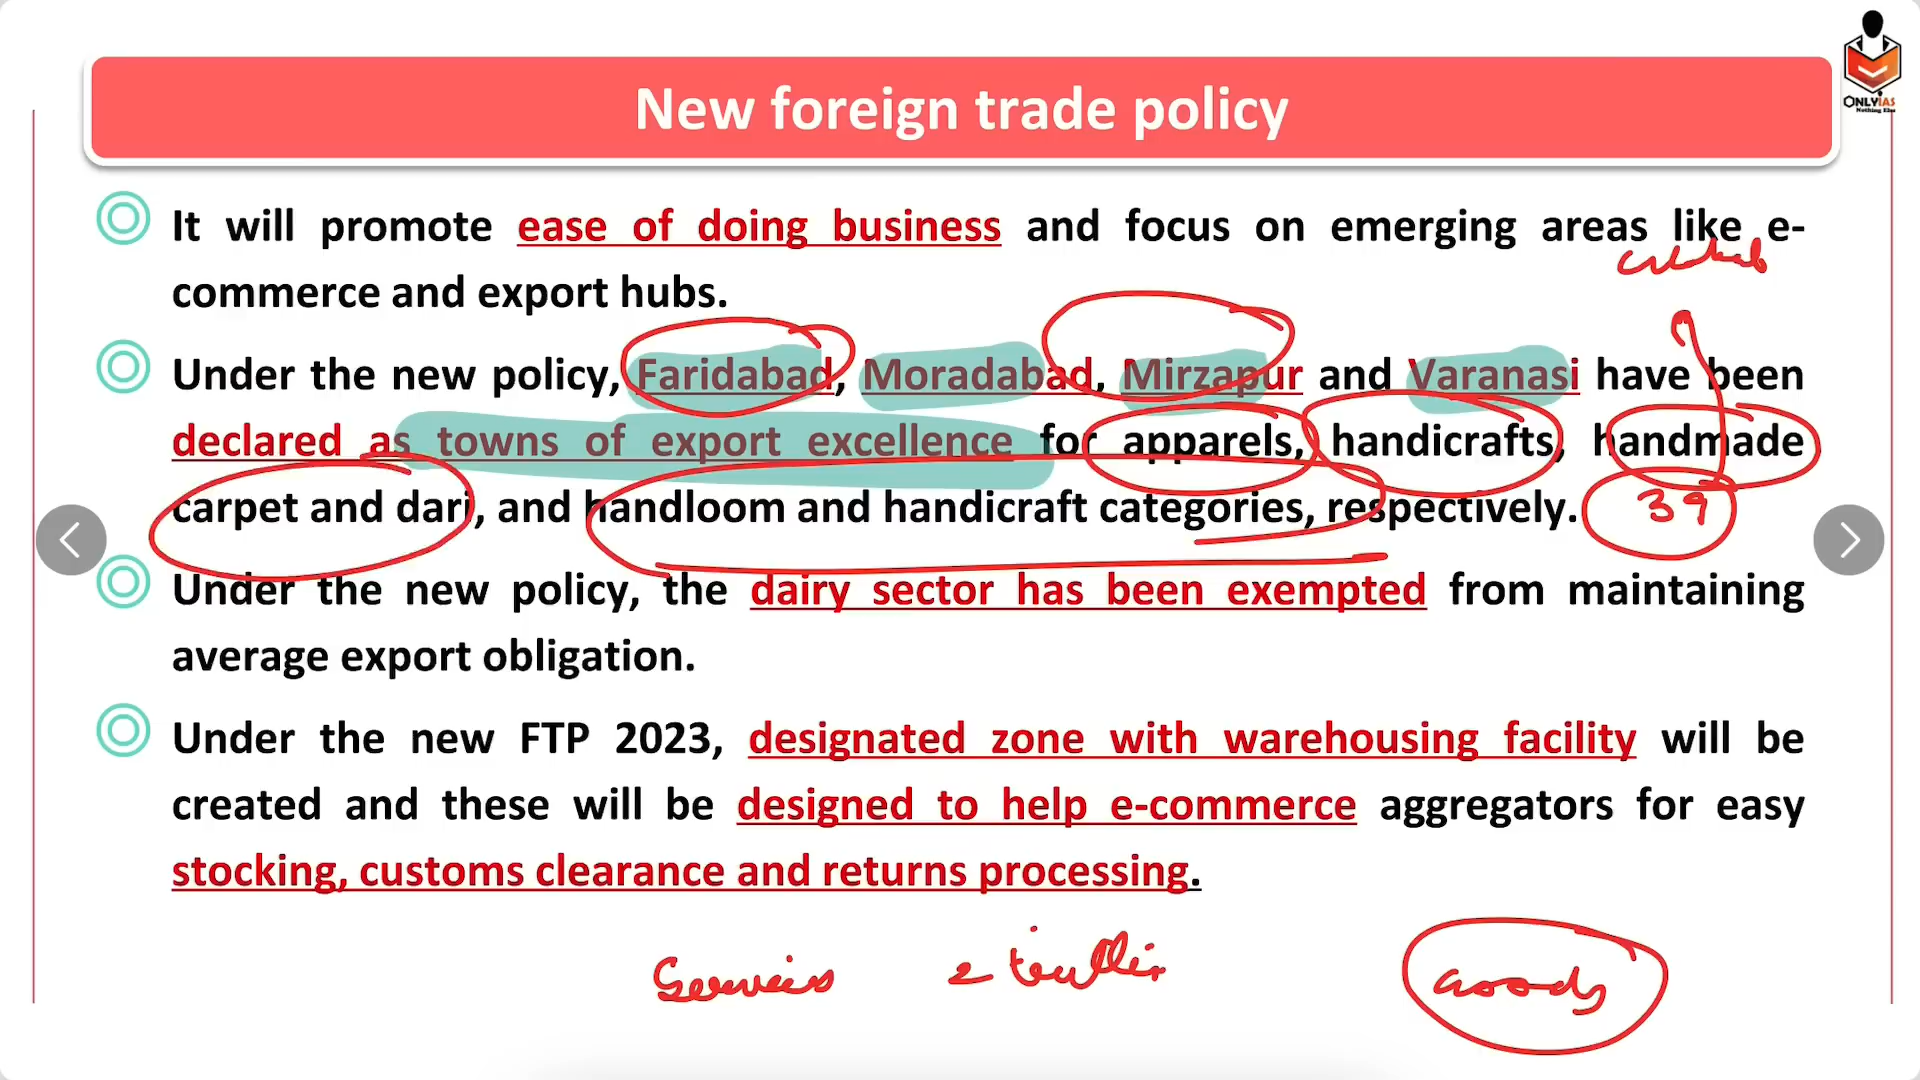 ONLYIAS
Nothing Else
New foreign trade policy
It will promote ease of doing business and focus on emerging areas like e-
commerce and export hubs.
Under the new policy, Faridabad, Moradabad, Mirzapur and Varanasi have been
declared as towns of export excellence for apparels, handicrafts, handmade
carpet and dari, and handloom and handicraft categories, respectively.
39
Under the new policy, the dairy sector has been exempted from maintaining
average export obligation.
Under the new FTP 2023, designated zone with warehousing facility will be
created and these will be designed to help e-commerce aggregators for easy
stocking, customs clearance and returns processing.
Services
Goods